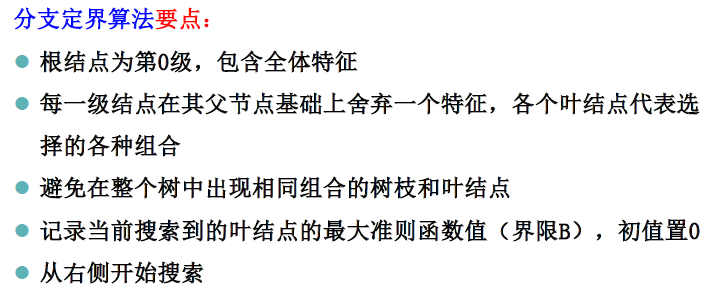 分支定界算法要点：
● 根结点为第0级，包含全体特征
● 每一级结点在其父节点基础上舍弃一个特征，各个叶结点代表选
择的各种组合
● 避免在整个树中出现相同组合的树枝和叶结点
● 记录当前搜索到的叶结点的最大准则函数值（界限B），初值置0
● 从右侧开始搜索